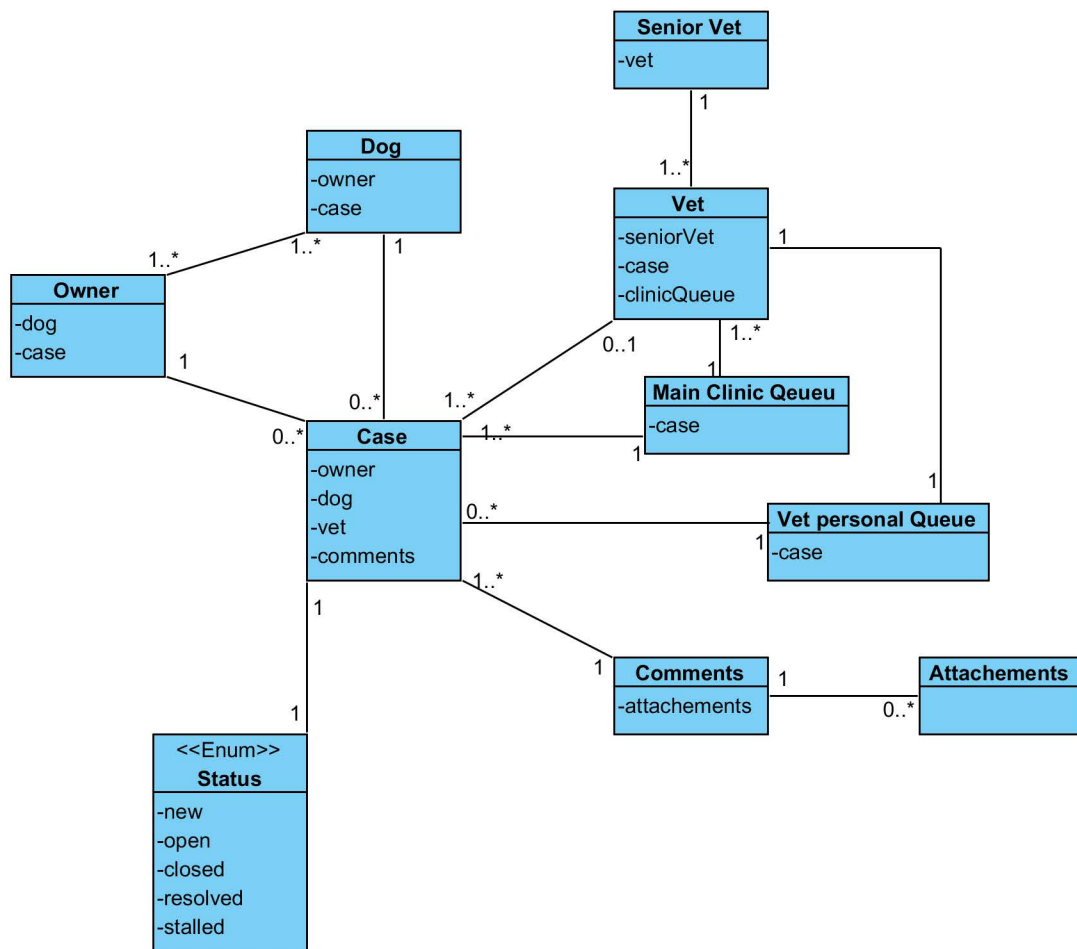 Senior Vet
-vet
1
1..*
Dog
-owner
-case
1..*
1
Vet
-seniorVet
-case
-clinicQueue
1
0..1
1..*
1..*
Owner
-dog
-case
1
0..*
0..*
1..*
1
Main Clinic Qeueu
-case
1..*
1
Case
-owner
-dog
-vet
-comments
0..*
1
1
Vet personal Queue
-case
1..*
1
1
Comments
-attachements
1
0..*
Attachements
1
<<Enum>>
Status
-new
-open
-closed
-resolved
-stalled